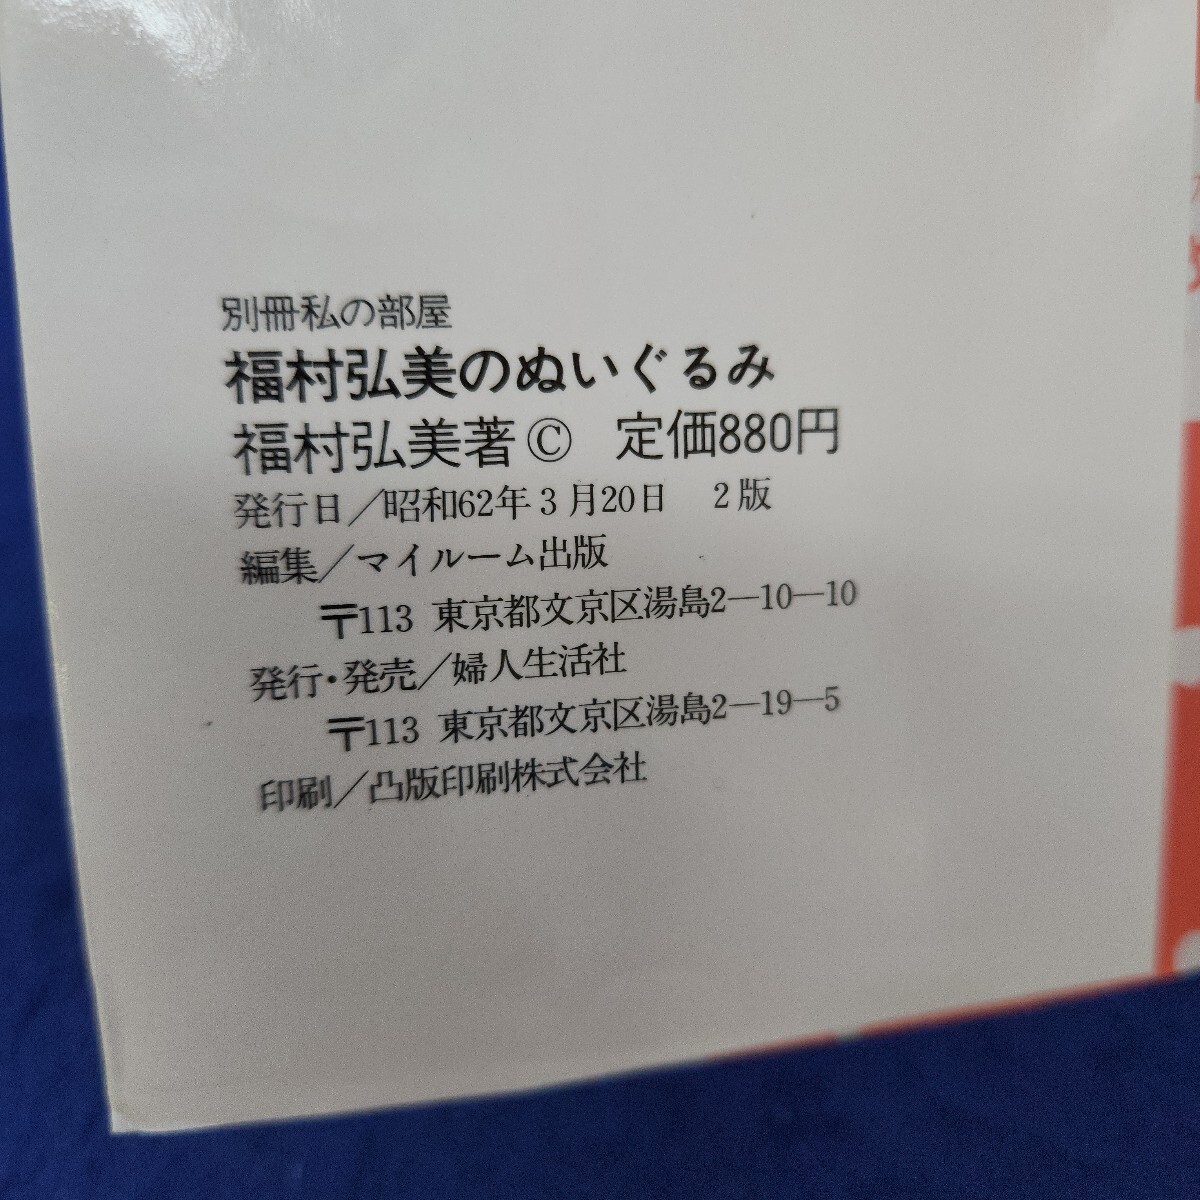 別冊私の部屋
福村弘美のぬいぐるみ
福村弘美著© 定価880円
発行日／昭和62年3月20日 2版
編集／マイルーム出版
〒113 東京都文京区湯島2—10—10
発行・発売／婦人生活社
〒113 東京都文京区湯島2—19—5
印刷／凸版印刷株式会社